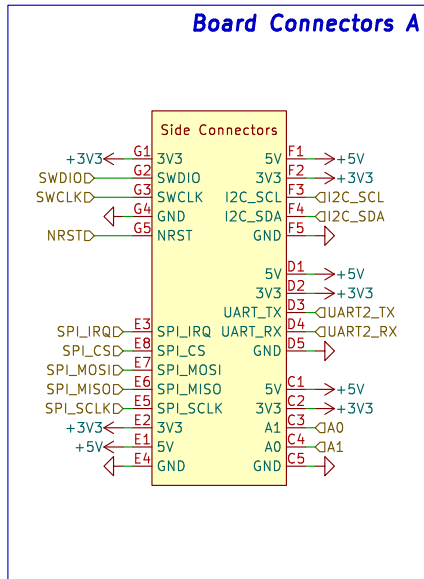 Board Connectors A
Side Connectors
+3V3 G1 3V3 5V F1 +5V
SWDIO G2 SWDIO 3V3 F2 +3V3
SWCLK G3 SWCLK I2C_SCL F3 I2C_SCL
G4 GND I2C_SDA F4 I2C_SDA
NRST G5 NRST GND F5
5V D1 +5V
3V3 D2 +3V3
UART_TX D3 UART2_TX
SPI_IRQ E3 SPI_IRQ UART_RX D4 UART2_RX
SPI_CS E8 SPI_CS GND D5
SPI_MOSI E7 SPI_MOSI
SPI_MISO E6 SPI_MISO 5V C1 +5V
SPI_SCLK E5 SPI_SCLK 3V3 C2 +3V3
+3V3 E2 3V3 A1 C3 A0
+5V E1 5V A0 C4 A1
E4 GND GND C5